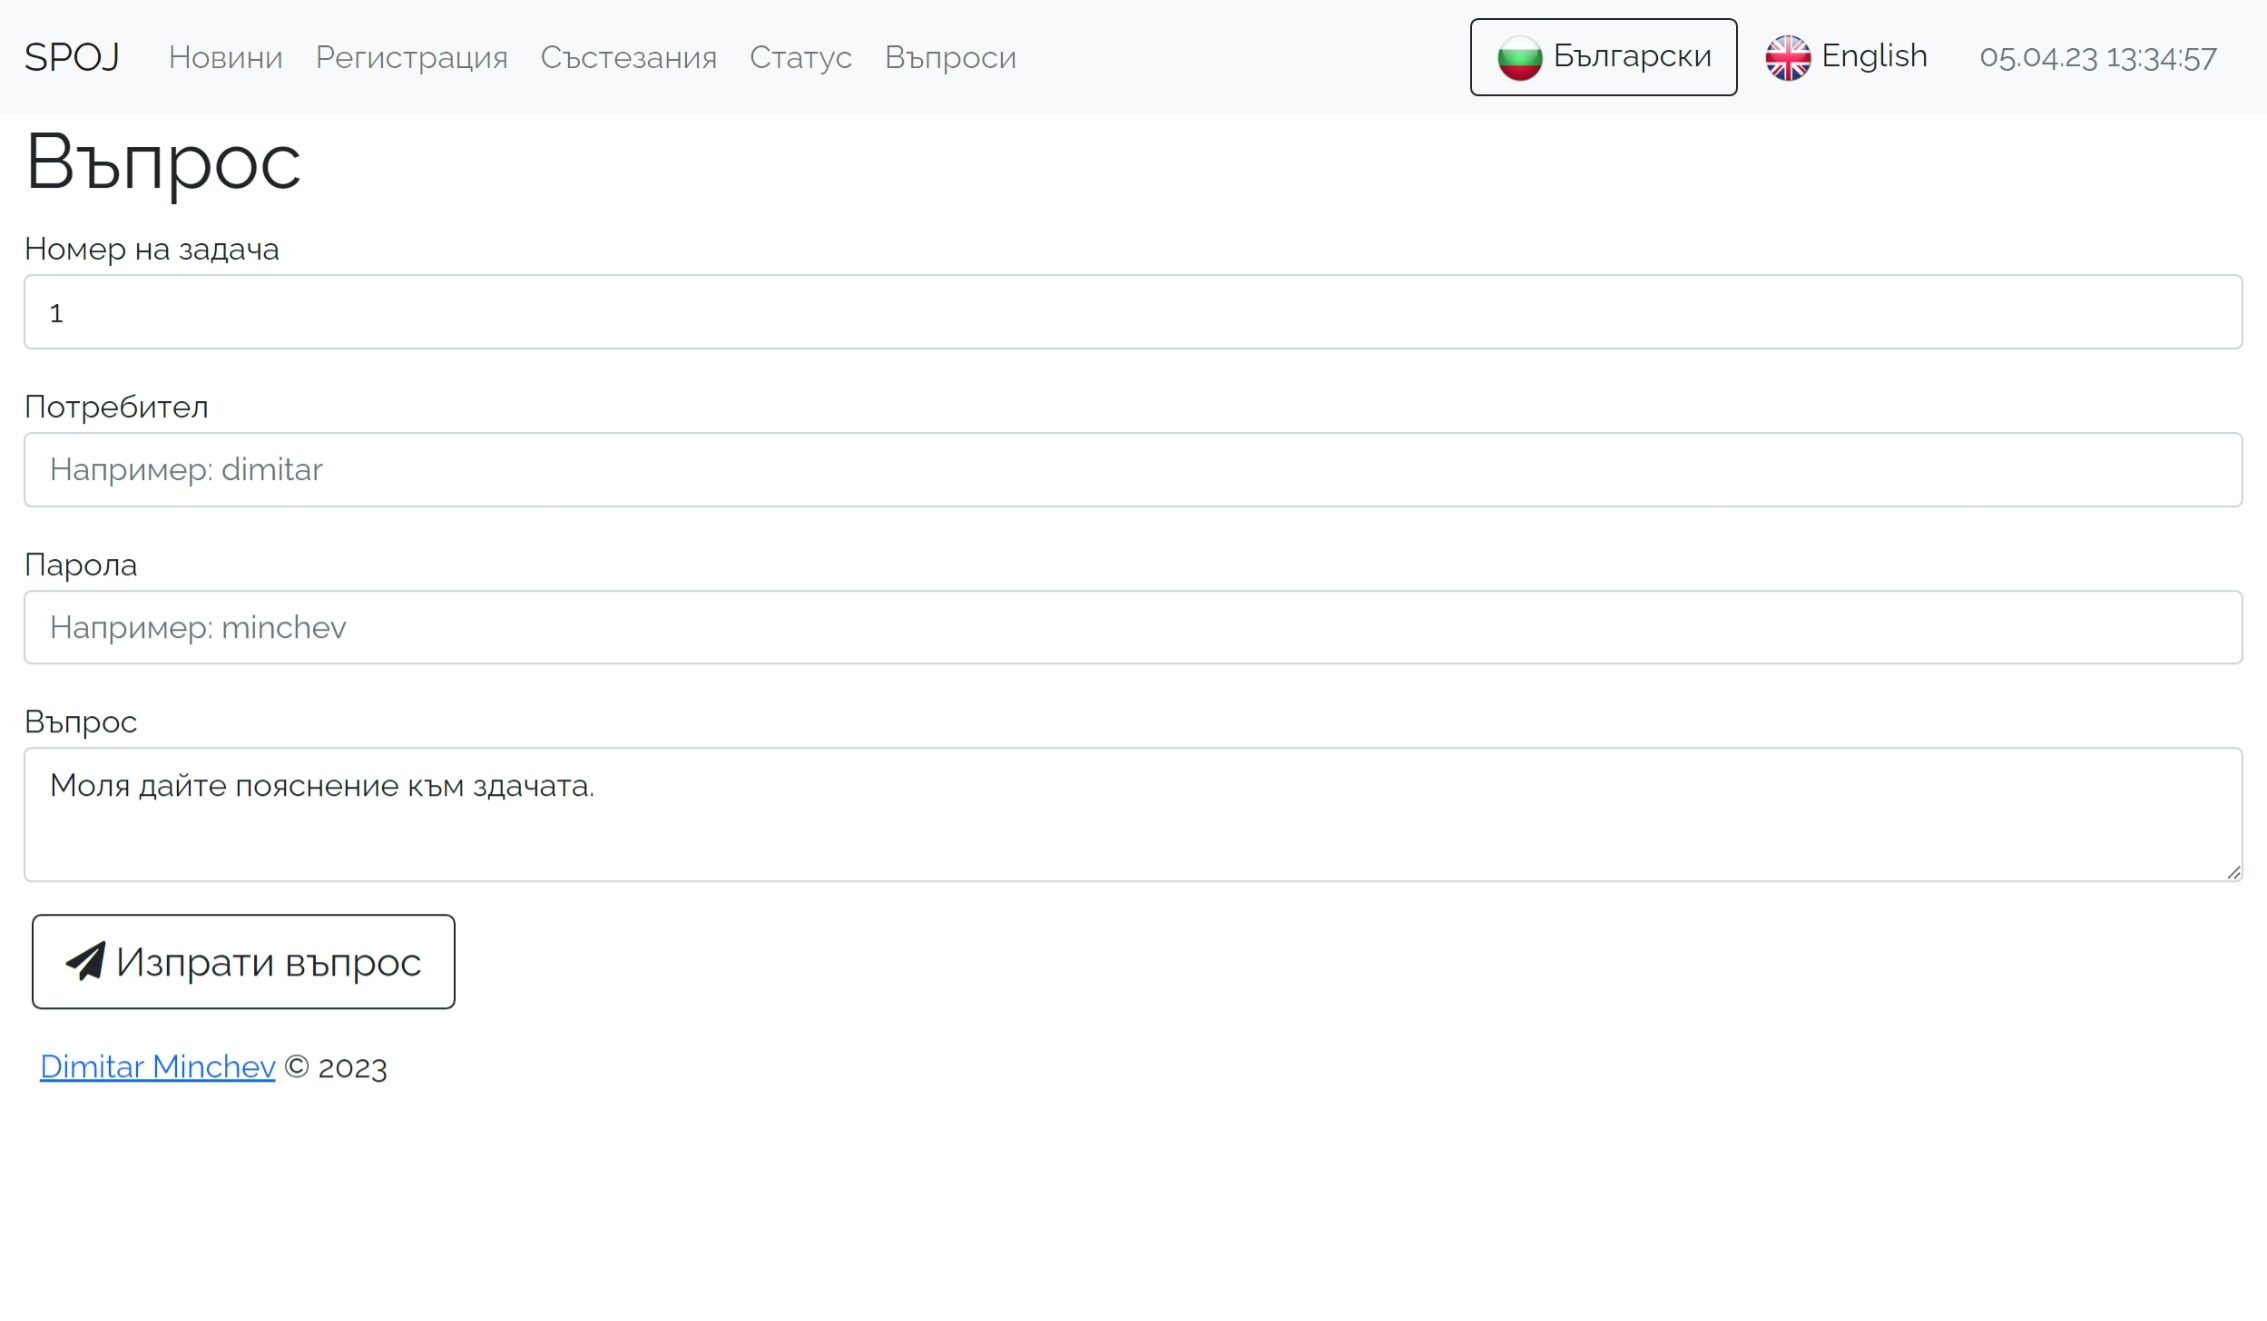 SPOJ Новини Регистрация Състезания Статус Въпроси Български English 05.04.23 13:34:57
Въпрос
Номер на задача
1
Потребител
Например: dimitar
Парола
Например: minchev
Въпрос
Моля дайте пояснение към здачата.
Изпрати въпрос
Dimitar Minchev © 2023